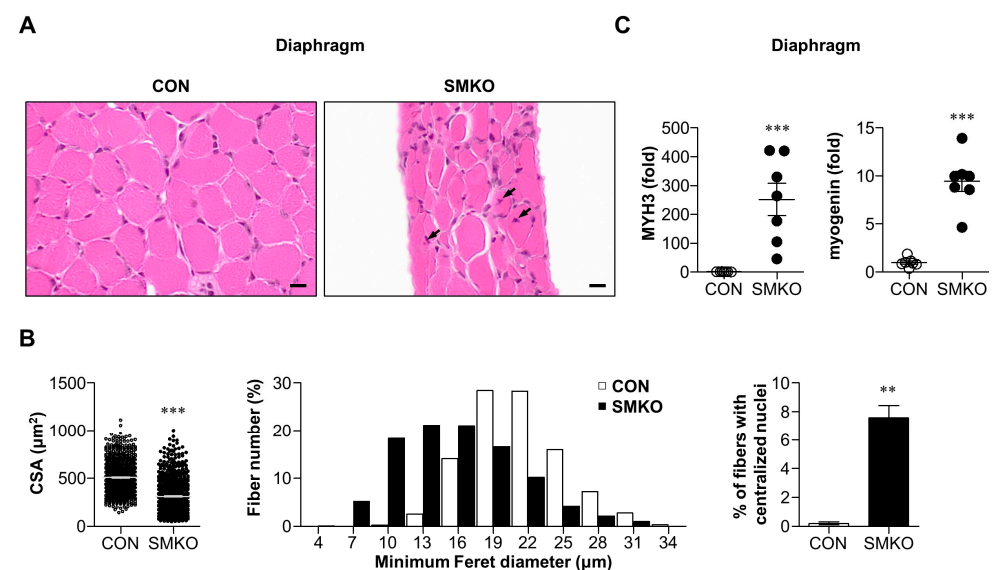 A
Diaphragm
CON
SMKO
B
CSA (µm²)
1500
1000
500
0
***
CON SMKO
Fiber number (%)
30
20
10
0
CON
SMKO
4 7 10 13 16 19 22 25 28 31 34
Minimum Feret diameter (µm)
% of fibers with
centralized nuclei
10
8
6
4
2
0
**
CON SMKO
C
Diaphragm
MYH3 (fold)
500
400
300
200
100
0
***
CON SMKO
myogenin (fold)
15
10
5
0
***
CON SMKO